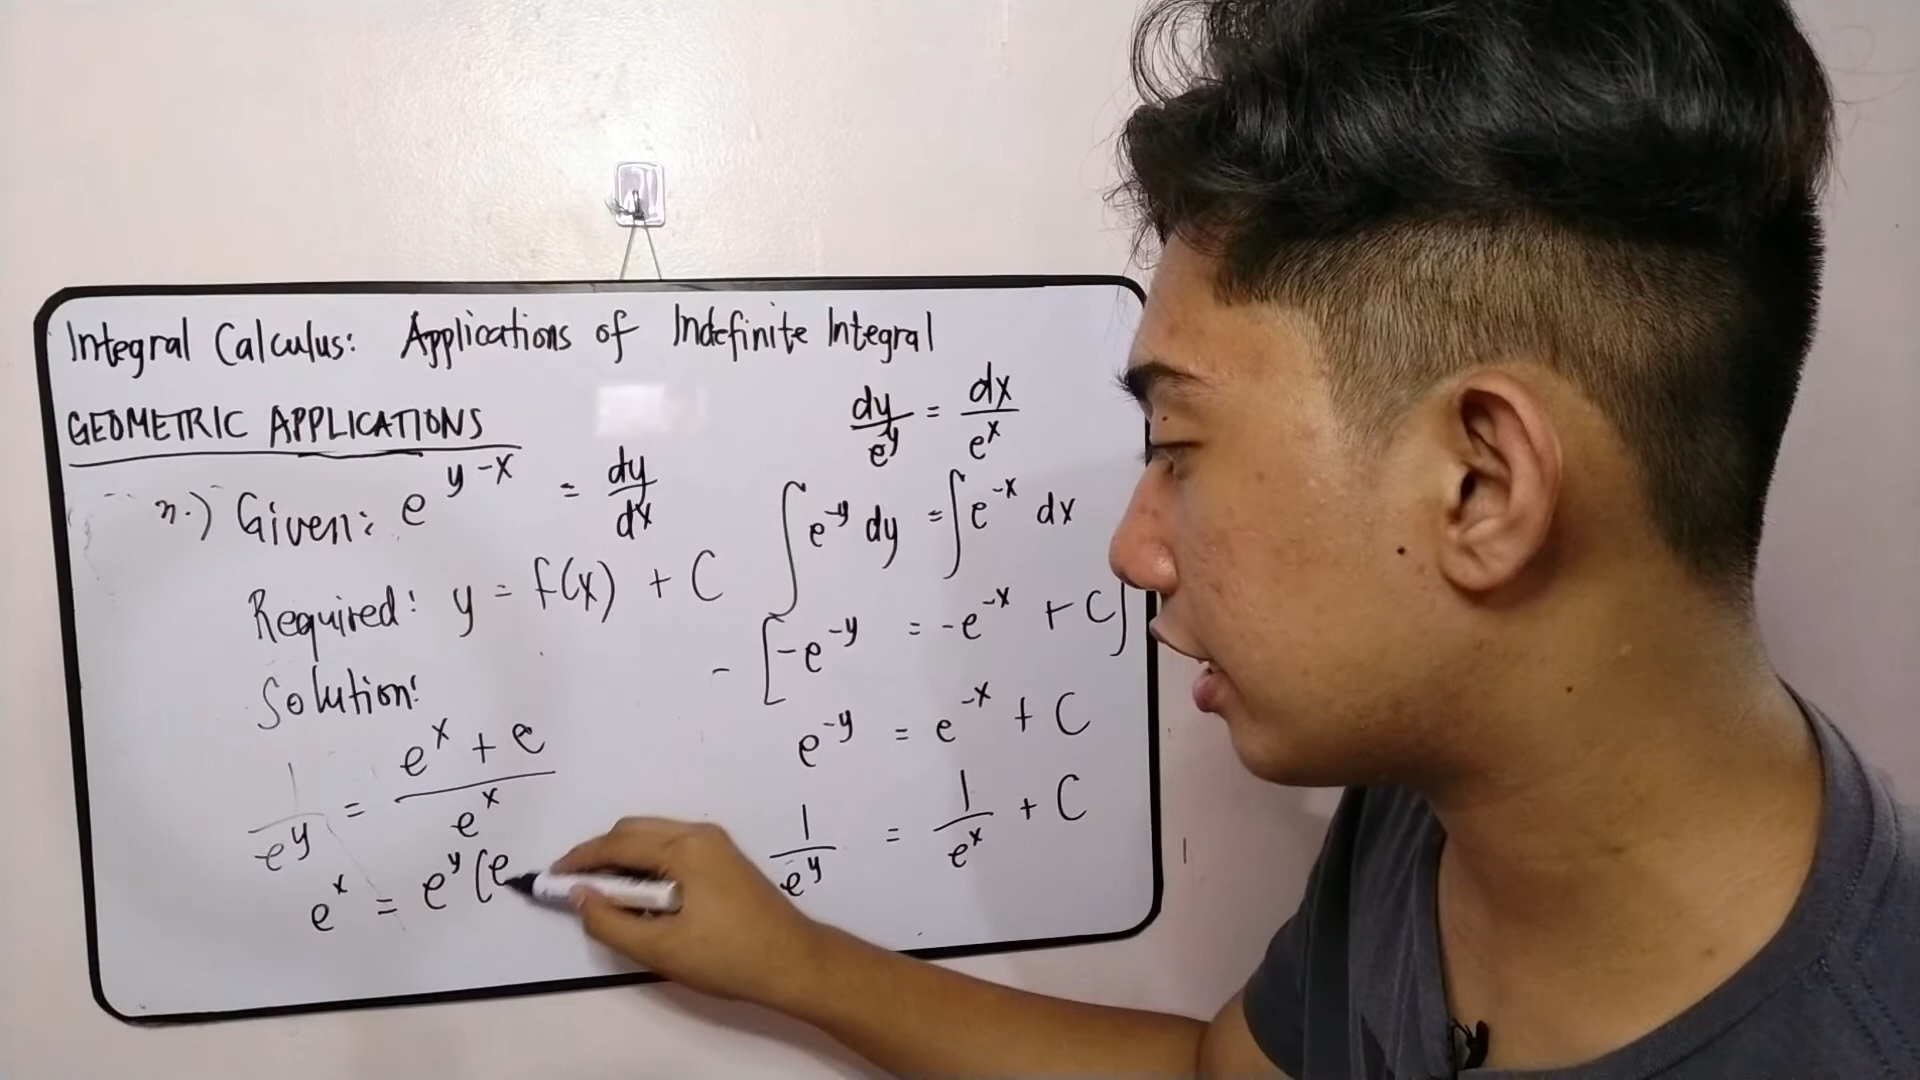 Integral Calculus: Applications of Indefinite Integral
GEOMETRIC APPLICATIONS
n.) Given: e^{y-x} = dy/dx
Required: y = f(x) + C
Solution:
1/e^y = (e^x + e)/e^x
e^x = e^y (e
dy/e^y = dx/e^x
∫ e^{-y} dy = ∫ e^{-x} dx
- [-e^{-y} = -e^{-x} + C]
e^{-y} = e^{-x} + C
1/e^y = 1/e^x + C